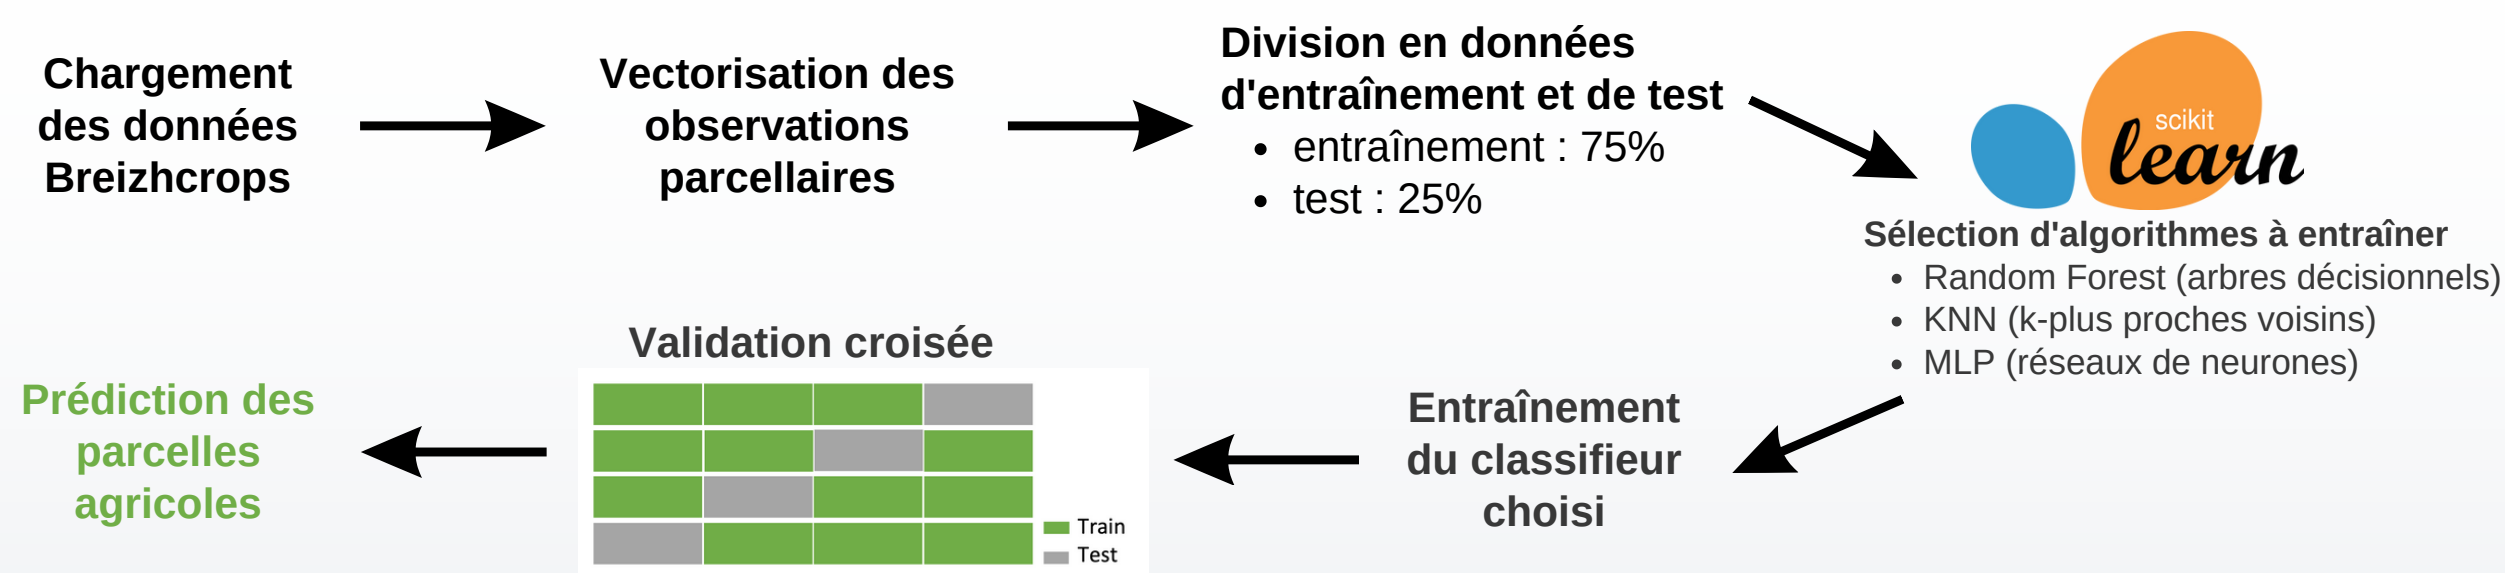 Chargement
des données
Breizhcrops
Vectorisation des
observations
parcellaires
Division en données
d'entraînement et de test
• entraînement : 75%
• test : 25%
scikit
learn
Sélection d'algorithmes à entraîner
• Random Forest (arbres décisionnels)
• KNN (k-plus proches voisins)
• MLP (réseaux de neurones)
Entraînement
du classifieur
choisi
Validation croisée
Train
Test
Prédiction des
parcelles
agricoles